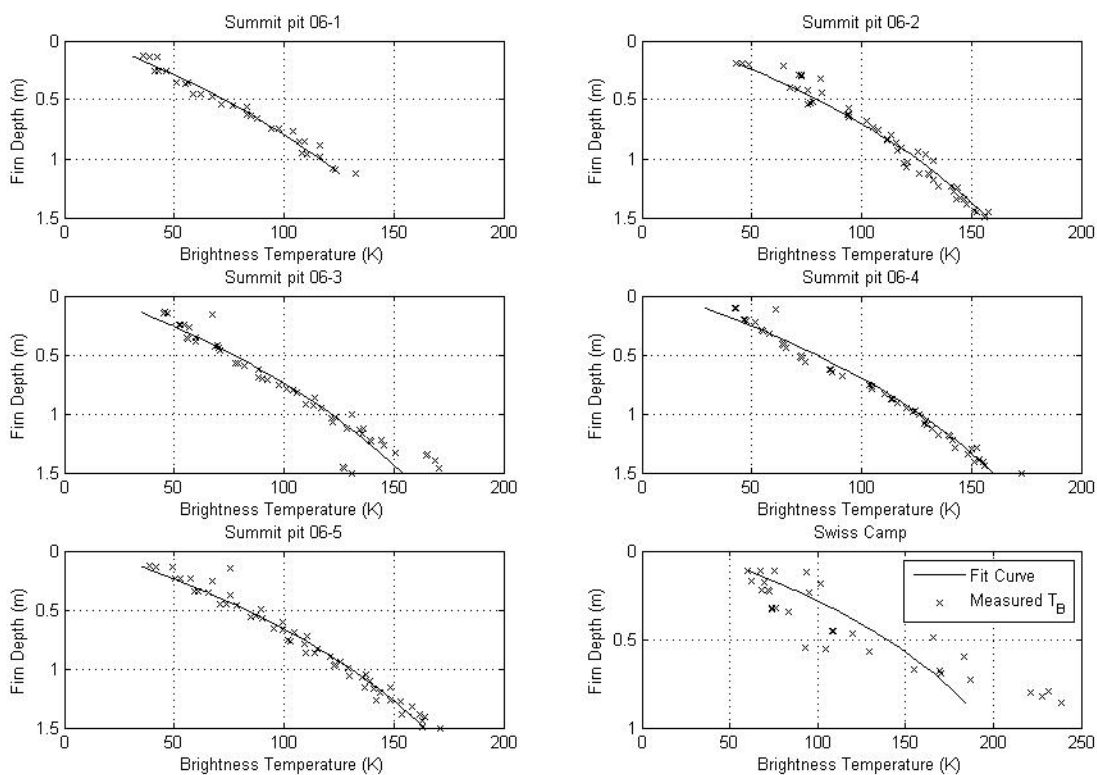 Summit pit 06-1
0
0.5
1
1.5
Firn Depth (m)
0 50 100 150 200
Brightness Temperature (K)
Summit pit 06-2
0
0.5
1
1.5
Firn Depth (m)
0 50 100 150 200
Brightness Temperature (K)
Summit pit 06-3
0
0.5
1
1.5
Firn Depth (m)
0 50 100 150 200
Brightness Temperature (K)
Summit pit 06-4
0
0.5
1
1.5
Firn Depth (m)
0 50 100 150 200
Brightness Temperature (K)
Summit pit 06-5
0
0.5
1
1.5
Firn Depth (m)
0 50 100 150 200
Brightness Temperature (K)
Swiss Camp
0
0.5
1
Firn Depth (m)
Fit Curve
Measured T_B
0 50 100 150 200 250
Brightness Temperature (K)